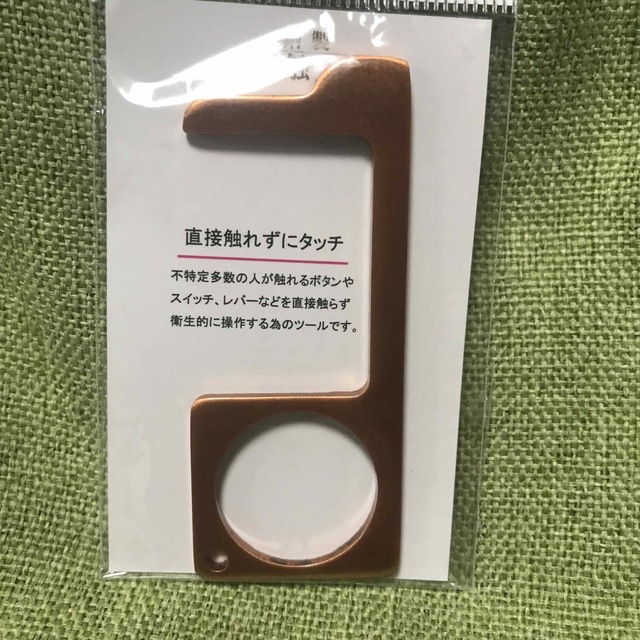 製
直接触れずにタッチ
不特定多数の人が触れるボタンや
スイッチ、レバーなどを直接触らず
衛生的に操作する為のツールです。